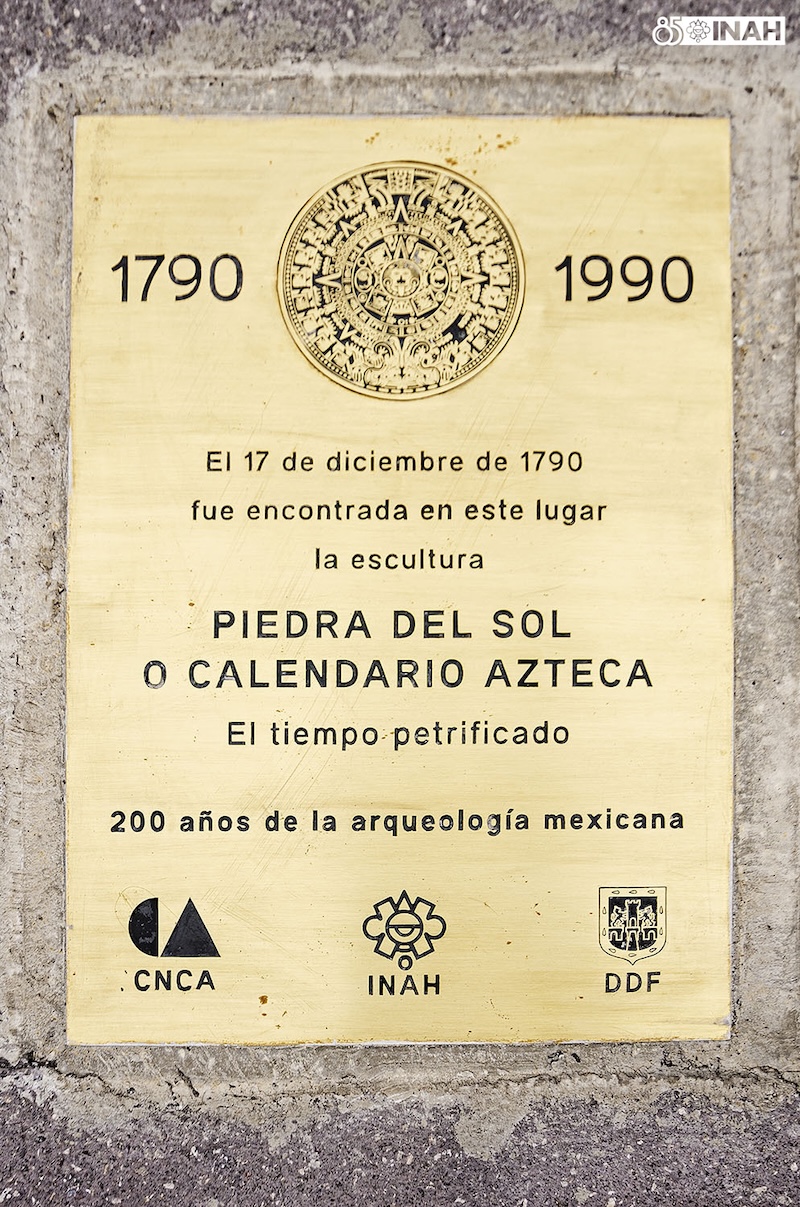 85 INAH
1790 1990
El 17 de diciembre de 1790
fue encontrada en este lugar
la escultura
PIEDRA DEL SOL
O CALENDARIO AZTECA
El tiempo petrificado
200 años de la arqueología mexicana
CNCA INAH DDF